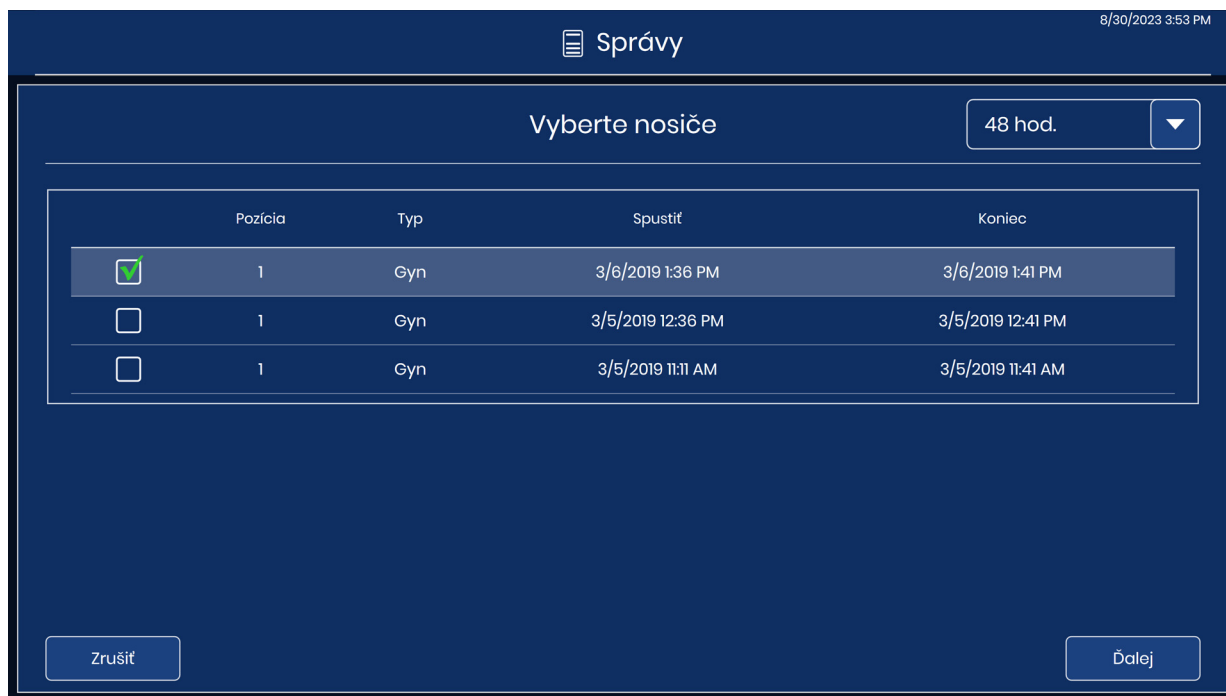 8/30/2023 3:53 PM
Správy
Vyberte nosiče
48 hod.
Pozícia Typ Spustiť Koniec
1 Gyn 3/6/2019 1:36 PM 3/6/2019 1:41 PM
1 Gyn 3/5/2019 12:36 PM 3/5/2019 12:41 PM
1 Gyn 3/5/2019 11:11 AM 3/5/2019 11:41 AM
Zrušiť Ďalej